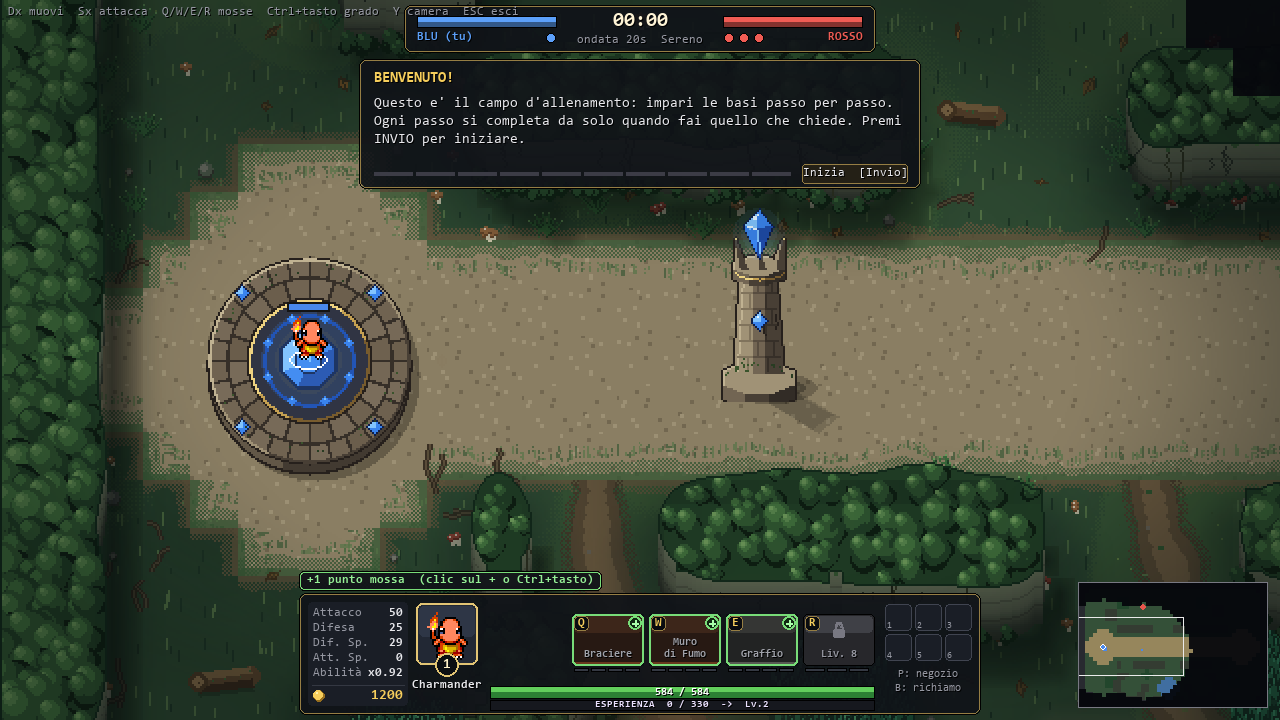 Dx muovi  Sx attacca  Q/W/E/R mosse  Ctrl+tasto grado  Y camera  ESC esci
00:00
BLU (tu)
ondata 20s  Sereno
ROSSO
BENVENUTO!
Questo e' il campo d'allenamento: impari le basi passo per passo.
Ogni passo si completa da solo quando fai quello che chiede. Premi
INVIO per iniziare.
Inizia  [Invio]
+1 punto mossa  (clic sul + o Ctrl+tasto)
Attacco 50
Difesa 25
Dif. Sp. 29
Att. Sp. 0
Abilità x0.92
1200
1
Charmander
Q
Braciere
W
Muro
di Fumo
E
Graffio
R
Liv. 8
1 2 3
4 5 6
P: negozio
B: richiamo
584 / 584
ESPERIENZA  0 / 330  ->  Lv.2